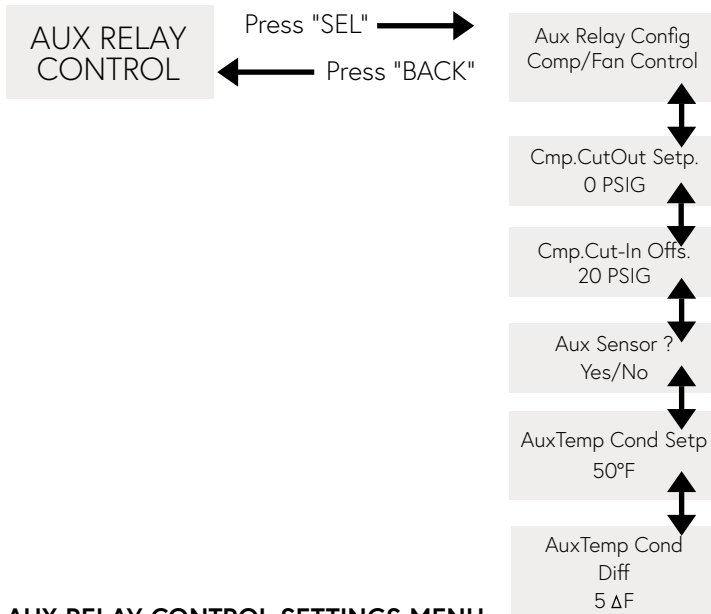 AUX RELAY
CONTROL
Press "SEL"
Press "BACK"
Aux Relay Config
Comp/Fan Control
Cmp.CutOut Setp.
0 PSIG
Cmp.Cut-In Offs.
20 PSIG
Aux Sensor ?
Yes/No
AuxTemp Cond Setp
50°F
AuxTemp Cond
Diff
5 ΔF
AUX RELAY CONTROL SETTINGS MENU